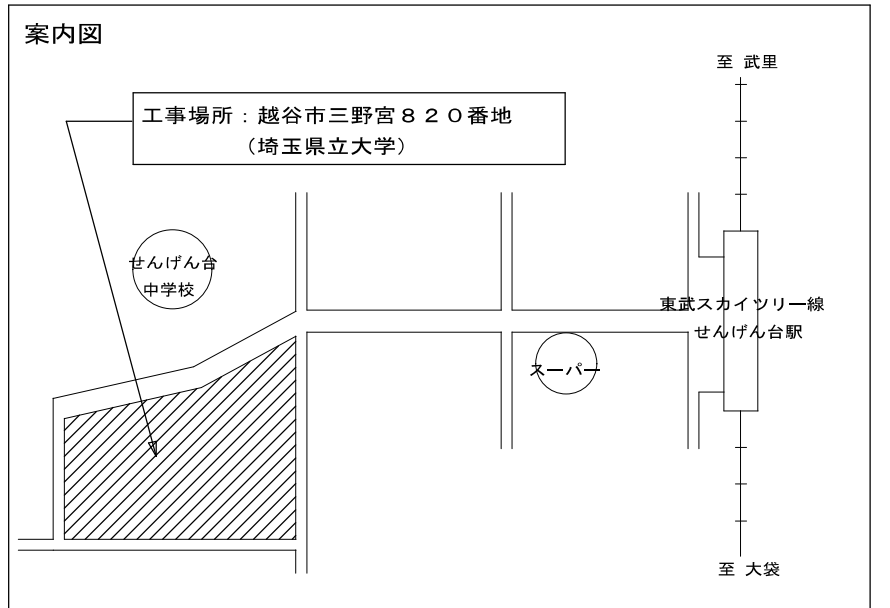 案内図
至 武里
工事場所：越谷市三野宮８２０番地
（埼玉県立大学）
せんげん台
中学校
東武スカイツリー線
せんげん台駅
スーパー
至 大袋